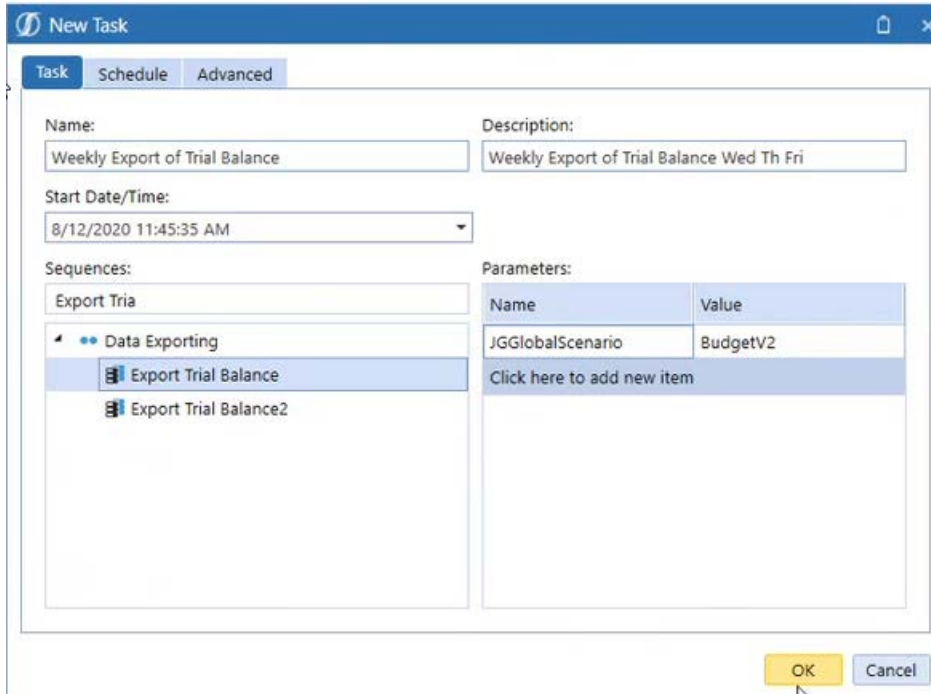 New Task
Task Schedule Advanced
Name: Description:
Weekly Export of Trial Balance Weekly Export of Trial Balance Wed Th Fri
Start Date/Time:
8/12/2020 11:45:35 AM
Sequences: Parameters:
Export Tria Name Value
Data Exporting JGGlobalScenario BudgetV2
Export Trial Balance Click here to add new item
Export Trial Balance2
OK Cancel